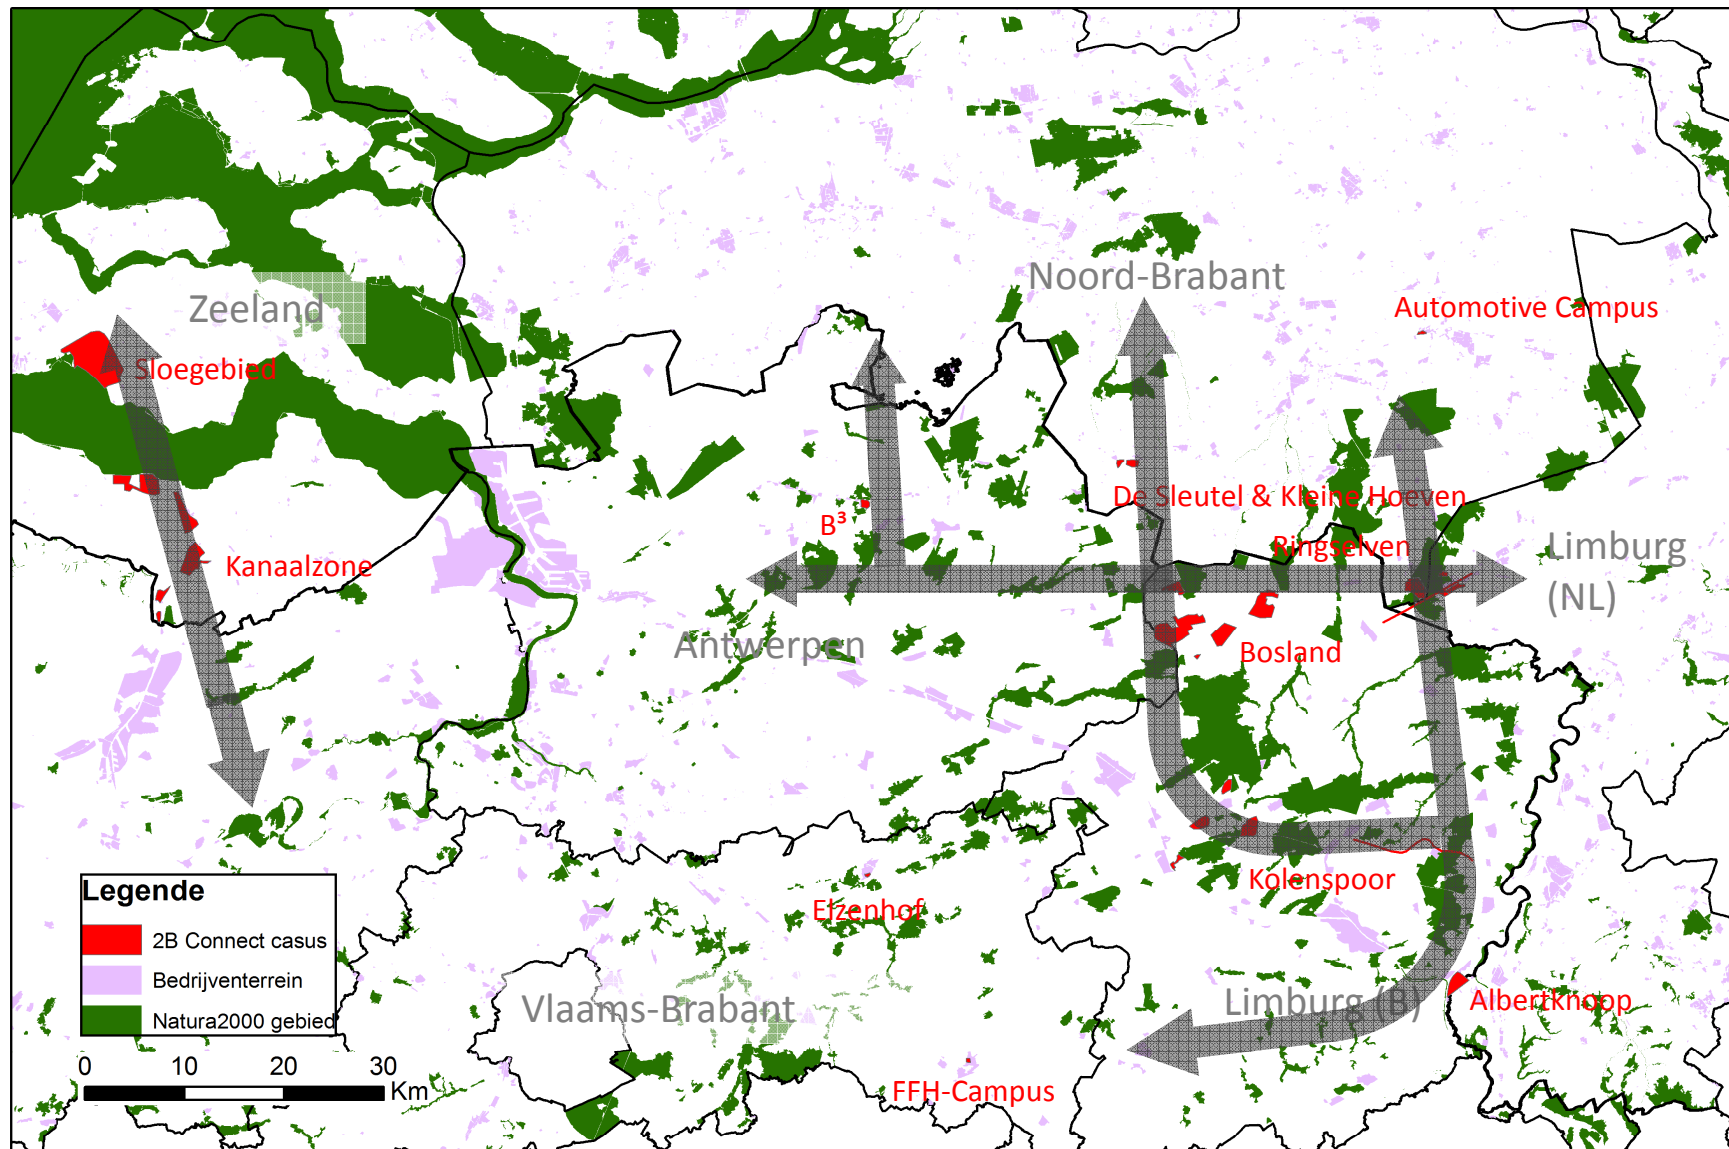 Noord-Brabant
Zeeland
Automotive Campus
Sloegebied
De Sleutel & Kleine Hoeven
B³
Ringselven
Limburg
(NL)
Kanaalzone
Antwerpen
Bosland
Kolenspoor
Elzenhof
Legende
2B Connect casus
Bedrijventerrein
Natura2000 gebied
0 10 20 30
Km
Vlaams-Brabant
Limburg (B)
Albertknoop
FFH-Campus